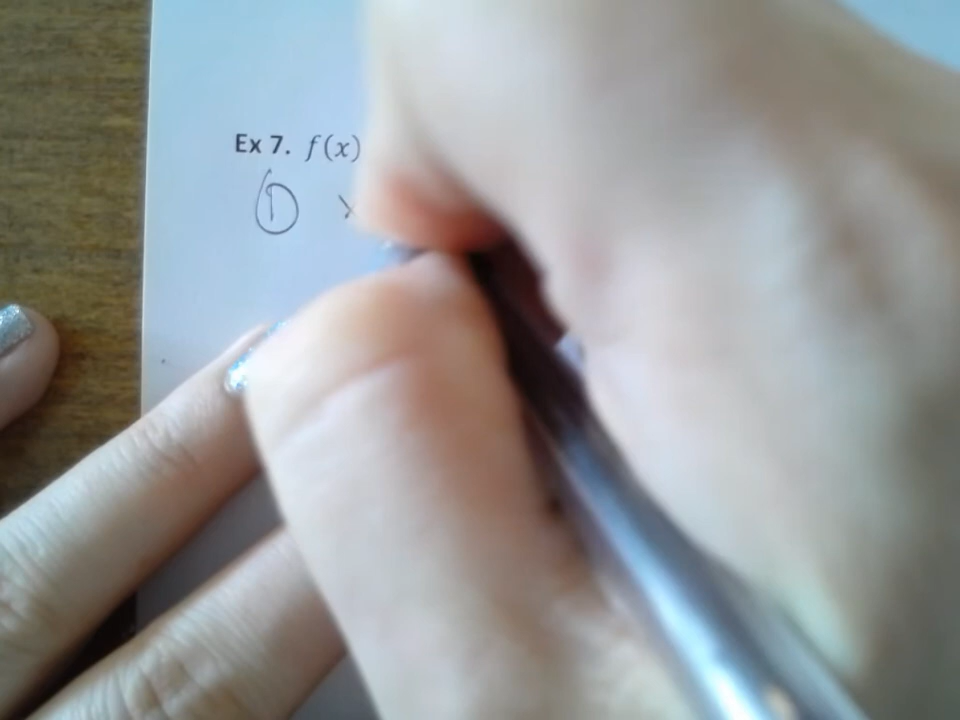 Ex 7. f(x)
① x